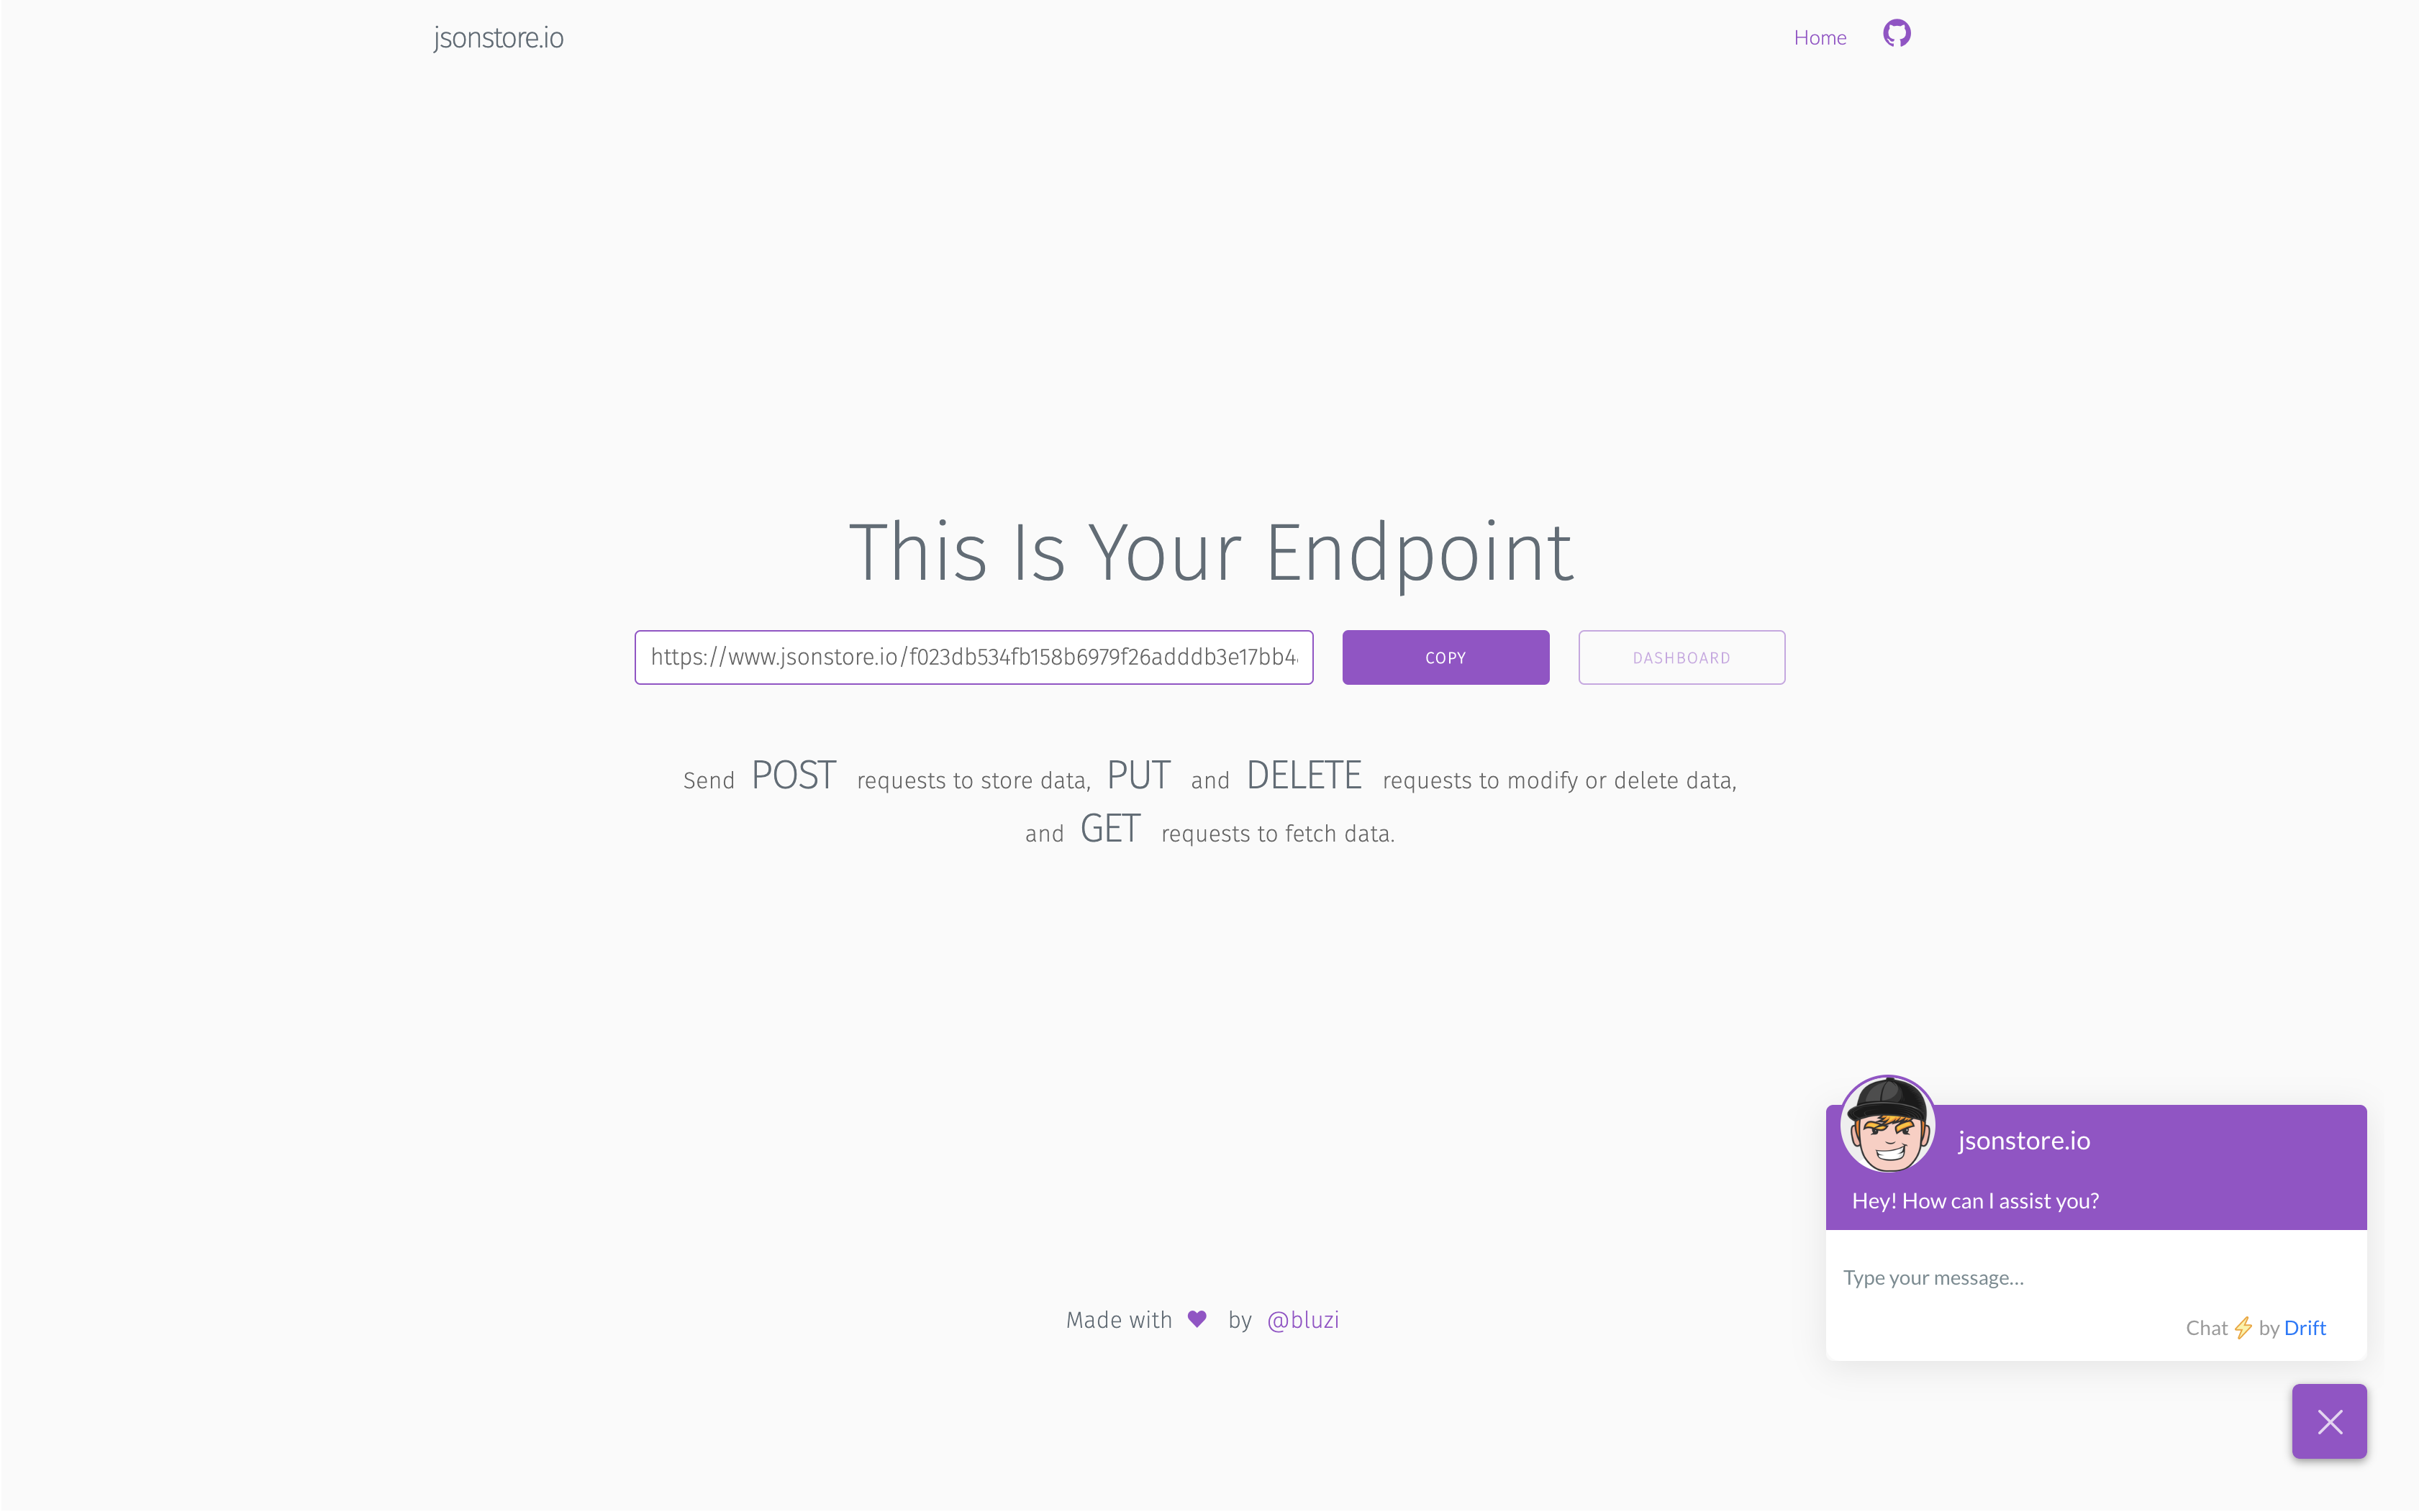 jsonstore.io
Home
This Is Your Endpoint
https://www.jsonstore.io/f023db534fb158b6979f26adddb3e17bb4
COPY
DASHBOARD
Send POST requests to store data, PUT and DELETE requests to modify or delete data,
and GET requests to fetch data.
jsonstore.io
Hey! How can I assist you?
Type your message...
Chat ⚡ by Drift
Made with ♥ by @bluzi